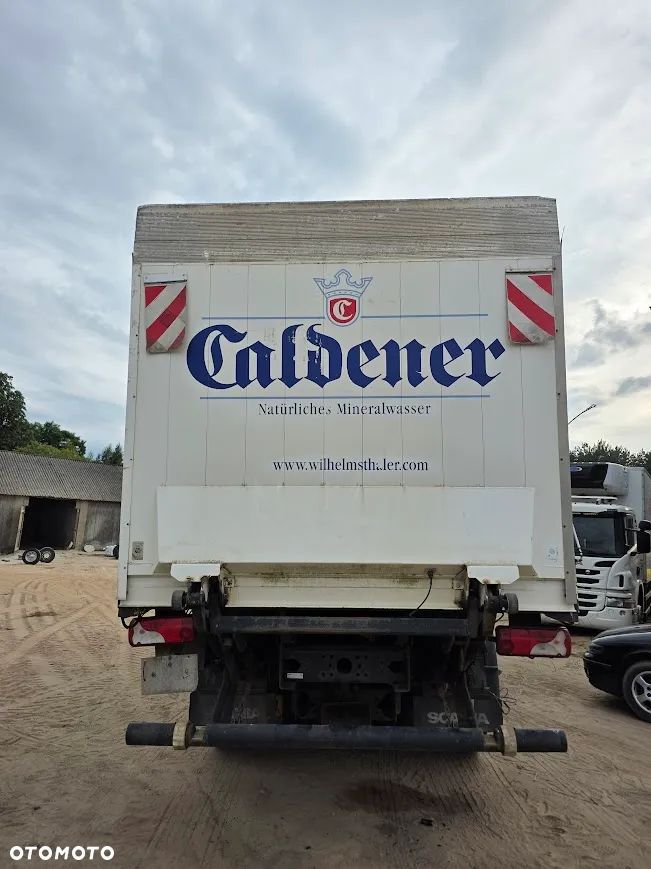 C
Caldener
Natürliches Mineralwasser
www.wilhelmsthaler.com
SCANIA
OTOMOTO